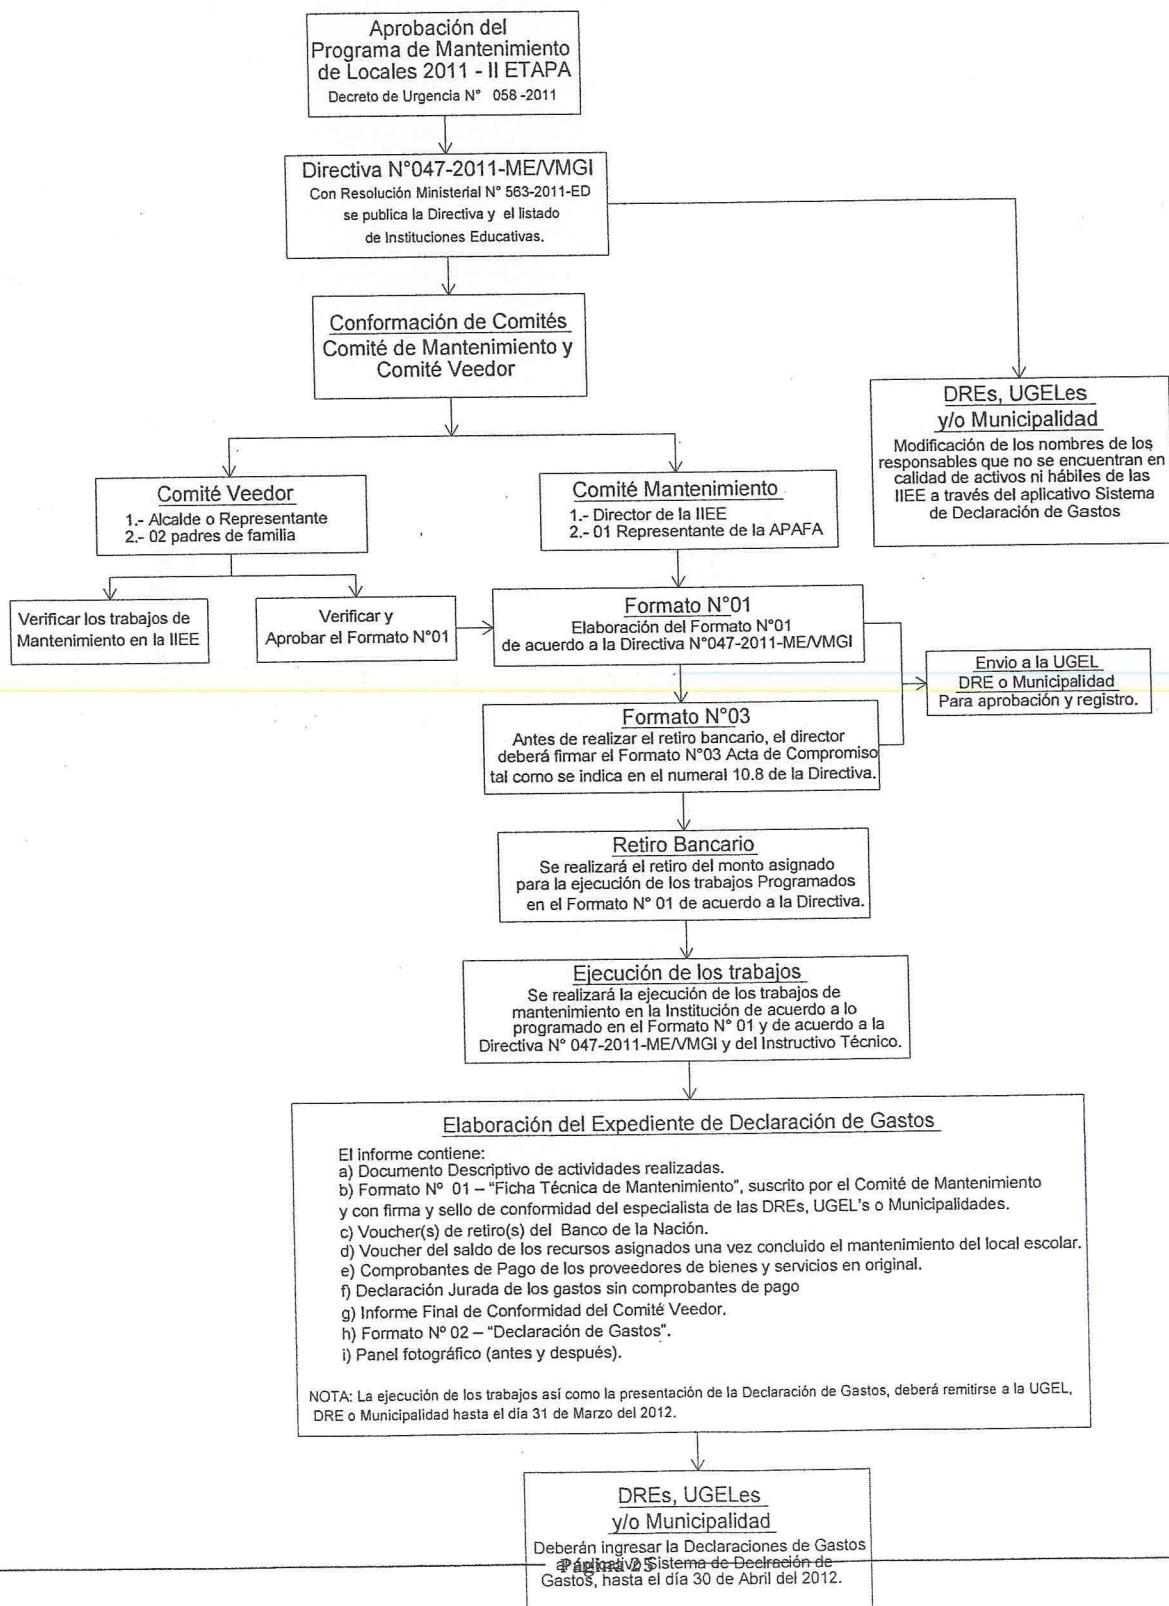 Aprobación del
Programa de Mantenimiento
de Locales 2011 - II ETAPA
Decreto de Urgencia N° 058 -2011
Directiva N°047-2011-ME/VMGI
Con Resolución Ministerial N° 563-2011-ED
se publica la Directiva y el listado
de Instituciones Educativas.
Conformación de Comités
Comité de Mantenimiento y
Comité Veedor
DREs, UGELes
y/o Municipalidad
Modificación de los nombres de los
responsables que no se encuentran en
calidad de activos ni hábiles de las
IIEE a través del aplicativo Sistema
de Declaración de Gastos
Comité Veedor
1.- Alcalde o Representante
2.- 02 padres de familia
Comité Mantenimiento
1.- Director de la IIEE
2.- 01 Representante de la APAFA
Verificar los trabajos de
Mantenimiento en la IIEE
Verificar y
Aprobar el Formato N°01
Formato N°01
Elaboración del Formato N°01
de acuerdo a la Directiva N°047-2011-ME/VMGI
Envio a la UGEL
DRE o Municipalidad
Para aprobación y registro.
Formato N°03
Antes de realizar el retiro bancario, el director
deberá firmar el Formato N°03 Acta de Compromiso
tal como se indica en el numeral 10.8 de la Directiva.
Retiro Bancario
Se realizará el retiro del monto asignado
para la ejecución de los trabajos Programados
en el Formato N° 01 de acuerdo a la Directiva.
Ejecución de los trabajos
Se realizará la ejecución de los trabajos de
mantenimiento en la Institución de acuerdo a lo
programado en el Formato N° 01 y de acuerdo a la
Directiva N° 047-2011-ME/VMGI y del Instructivo Técnico.
Elaboración del Expediente de Declaración de Gastos
El informe contiene:
a) Documento Descriptivo de actividades realizadas.
b) Formato Nº 01 – “Ficha Técnica de Mantenimiento”, suscrito por el Comité de Mantenimiento
y con firma y sello de conformidad del especialista de las DREs, UGEL's o Municipalidades.
c) Voucher(s) de retiro(s) del Banco de la Nación.
d) Voucher del saldo de los recursos asignados una vez concluido el mantenimiento del local escolar.
e) Comprobantes de Pago de los proveedores de bienes y servicios en original.
f) Declaración Jurada de los gastos sin comprobantes de pago
g) Informe Final de Conformidad del Comité Veedor.
h) Formato Nº 02 – “Declaración de Gastos”.
i) Panel fotográfico (antes y después).
NOTA: La ejecución de los trabajos así como la presentación de la Declaración de Gastos, deberá remitirse a la UGEL,
DRE o Municipalidad hasta el día 31 de Marzo del 2012.
DREs, UGELes
y/o Municipalidad
Deberán ingresar la Declaraciones de Gastos
al aplicativo Sistema de Declración de
Gastos, hasta el día 30 de Abril del 2012.
Página 25